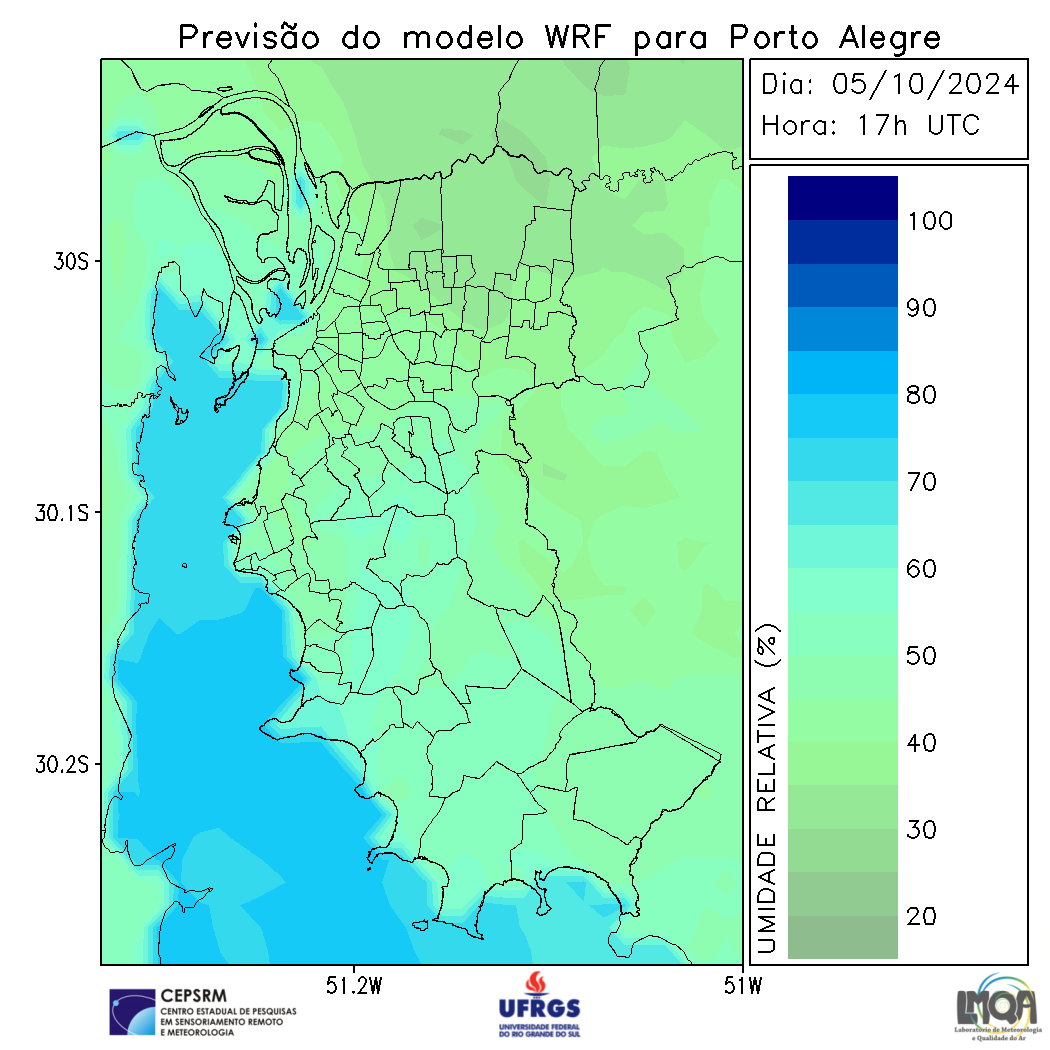 Previsão do modelo WRF para Porto Alegre
Dia: 05/10/2024
Hora: 17h UTC
30S
30.1S
30.2S
51.2W
51W
100
90
80
70
60
50
40
30
20
UMIDADE RELATIVA (%)
CEPSRM
CENTRO ESTADUAL DE PESQUISAS
EM SENSORIAMENTO REMOTO
E METEOROLOGIA
UFRGS
UNIVERSIDADE FEDERAL
DO RIO GRANDE DO SUL
LMQA
Laboratório de Meteorologia
e Qualidade do Ar